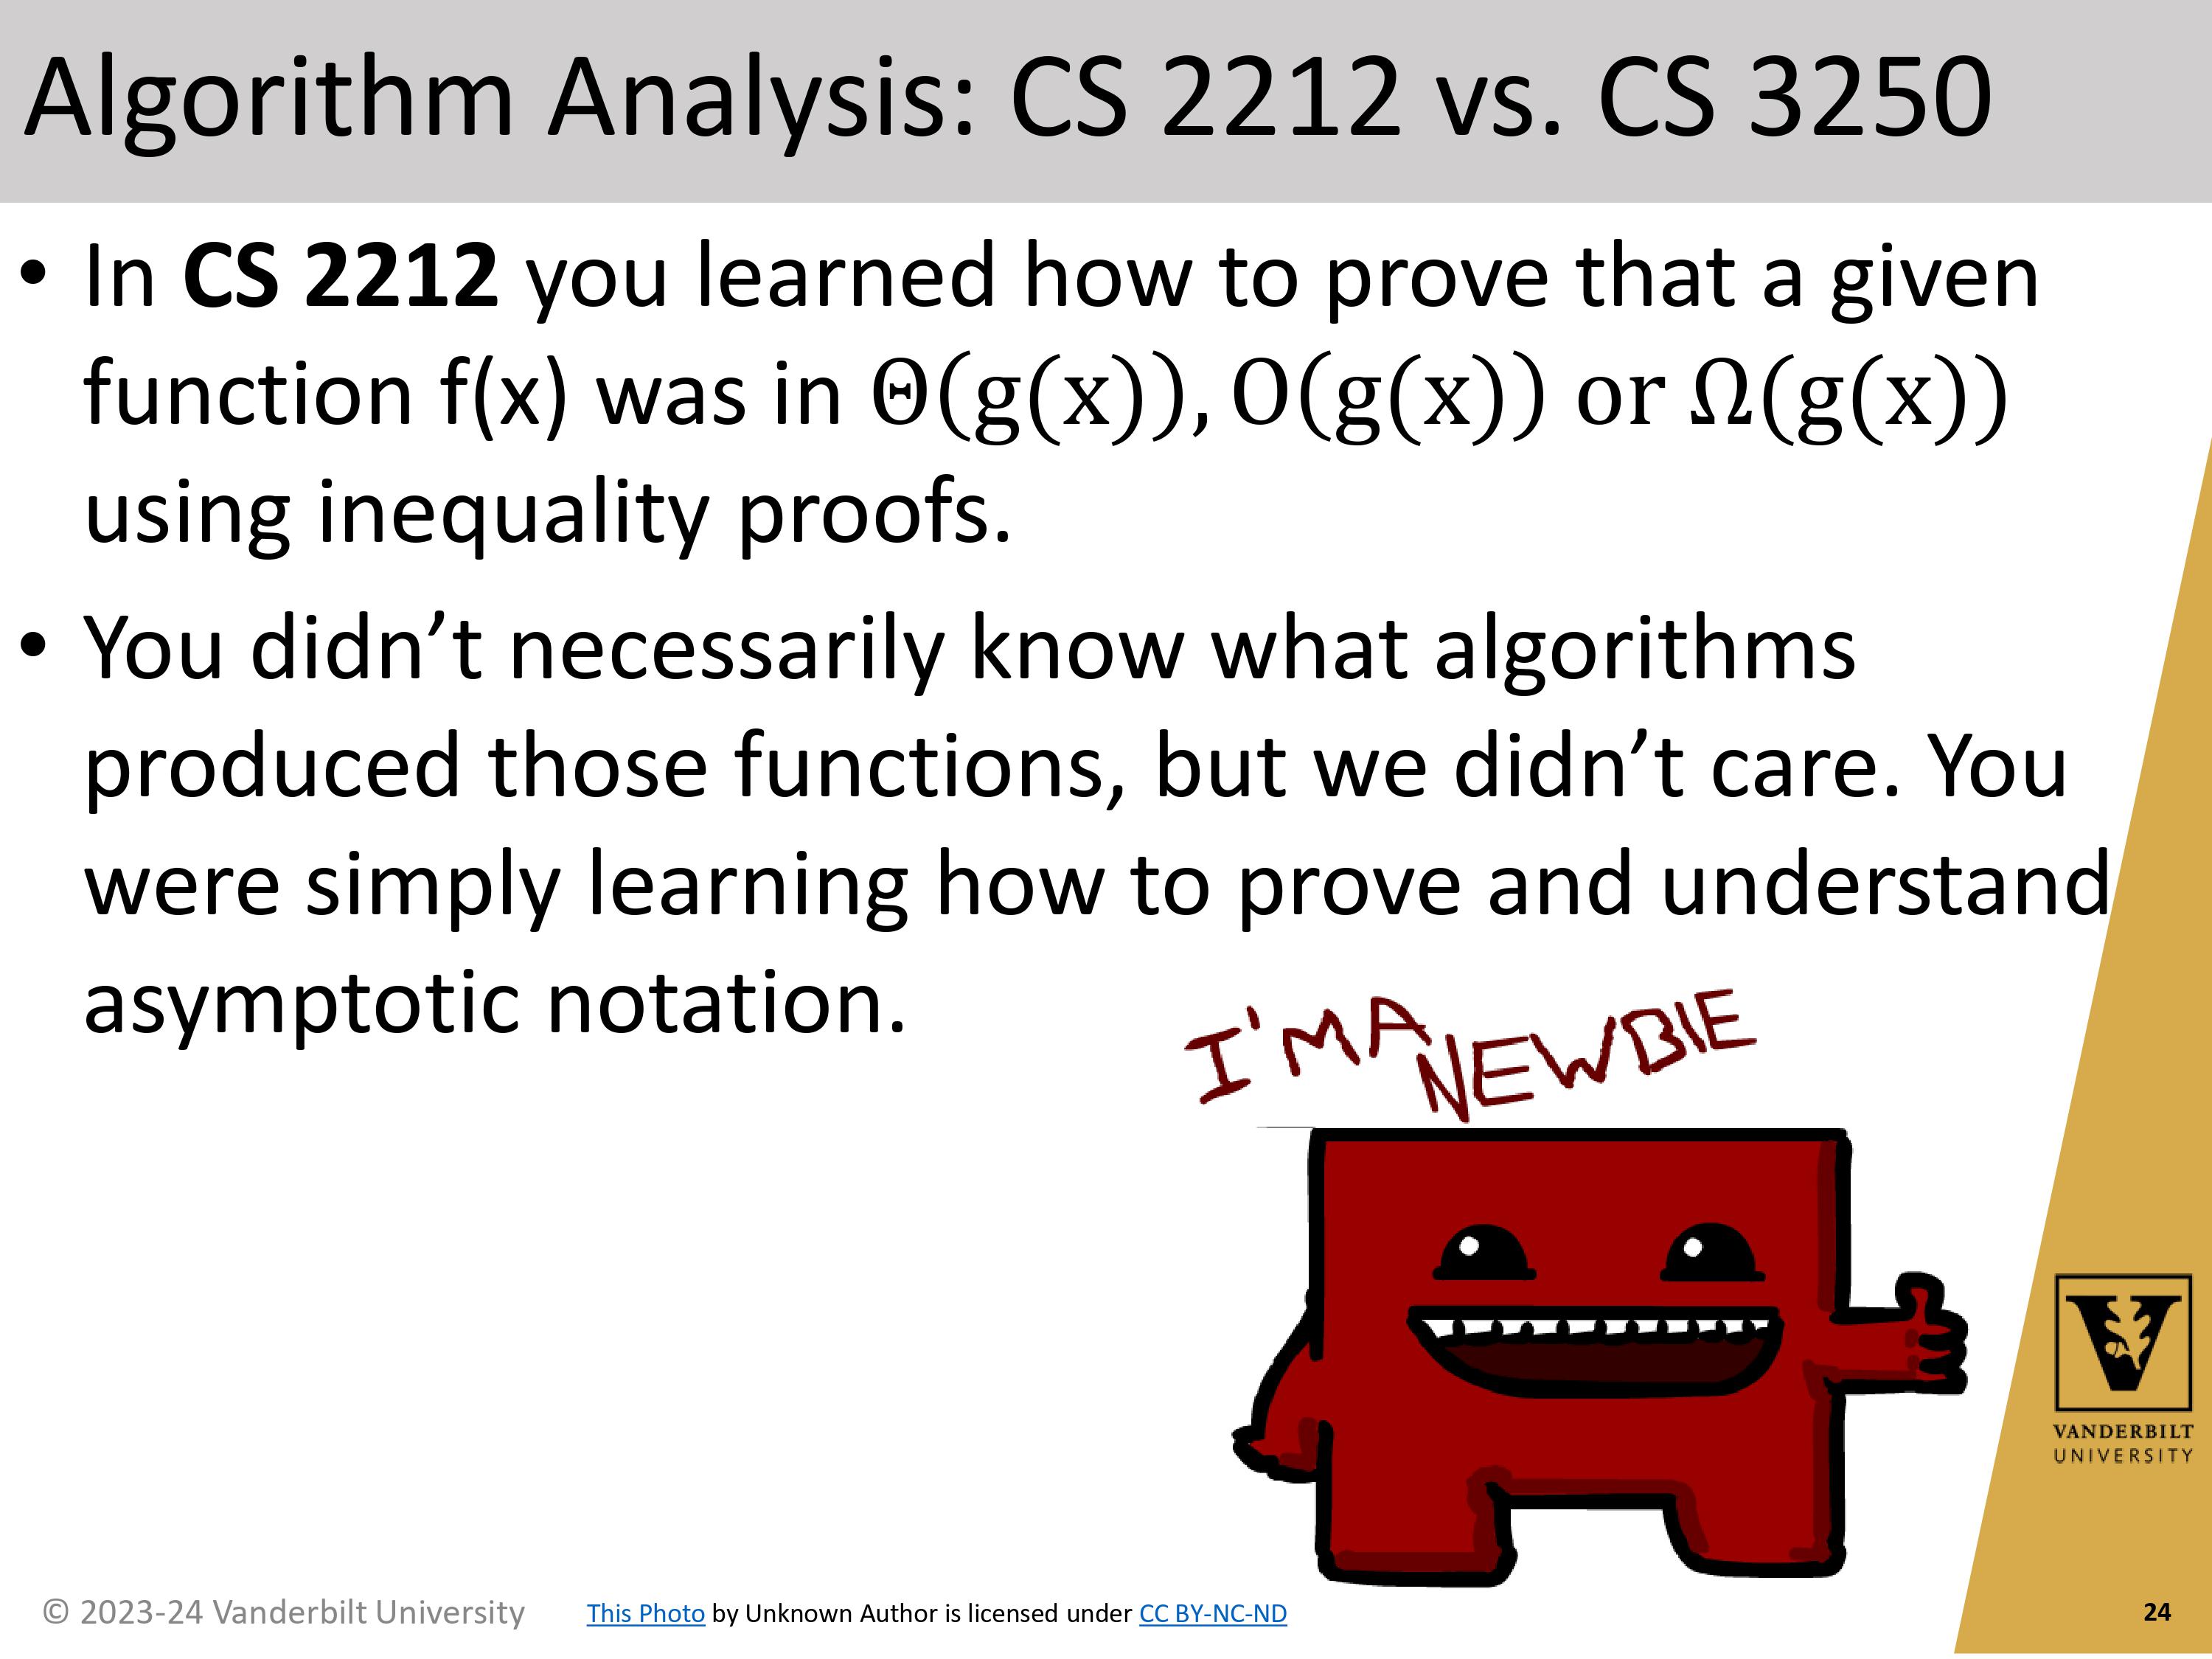 Algorithm Analysis: CS 2212 vs. CS 3250
• In CS 2212 you learned how to prove that a given
function f(x) was in Θ(g(x)), O(g(x)) or Ω(g(x))
using inequality proofs.
• You didn’t necessarily know what algorithms
produced those functions, but we didn’t care. You
were simply learning how to prove and understand
asymptotic notation.
I'M A NEWBIE
V
VANDERBILT
UNIVERSITY
© 2023-24 Vanderbilt University
This Photo by Unknown Author is licensed under CC BY-NC-ND
24